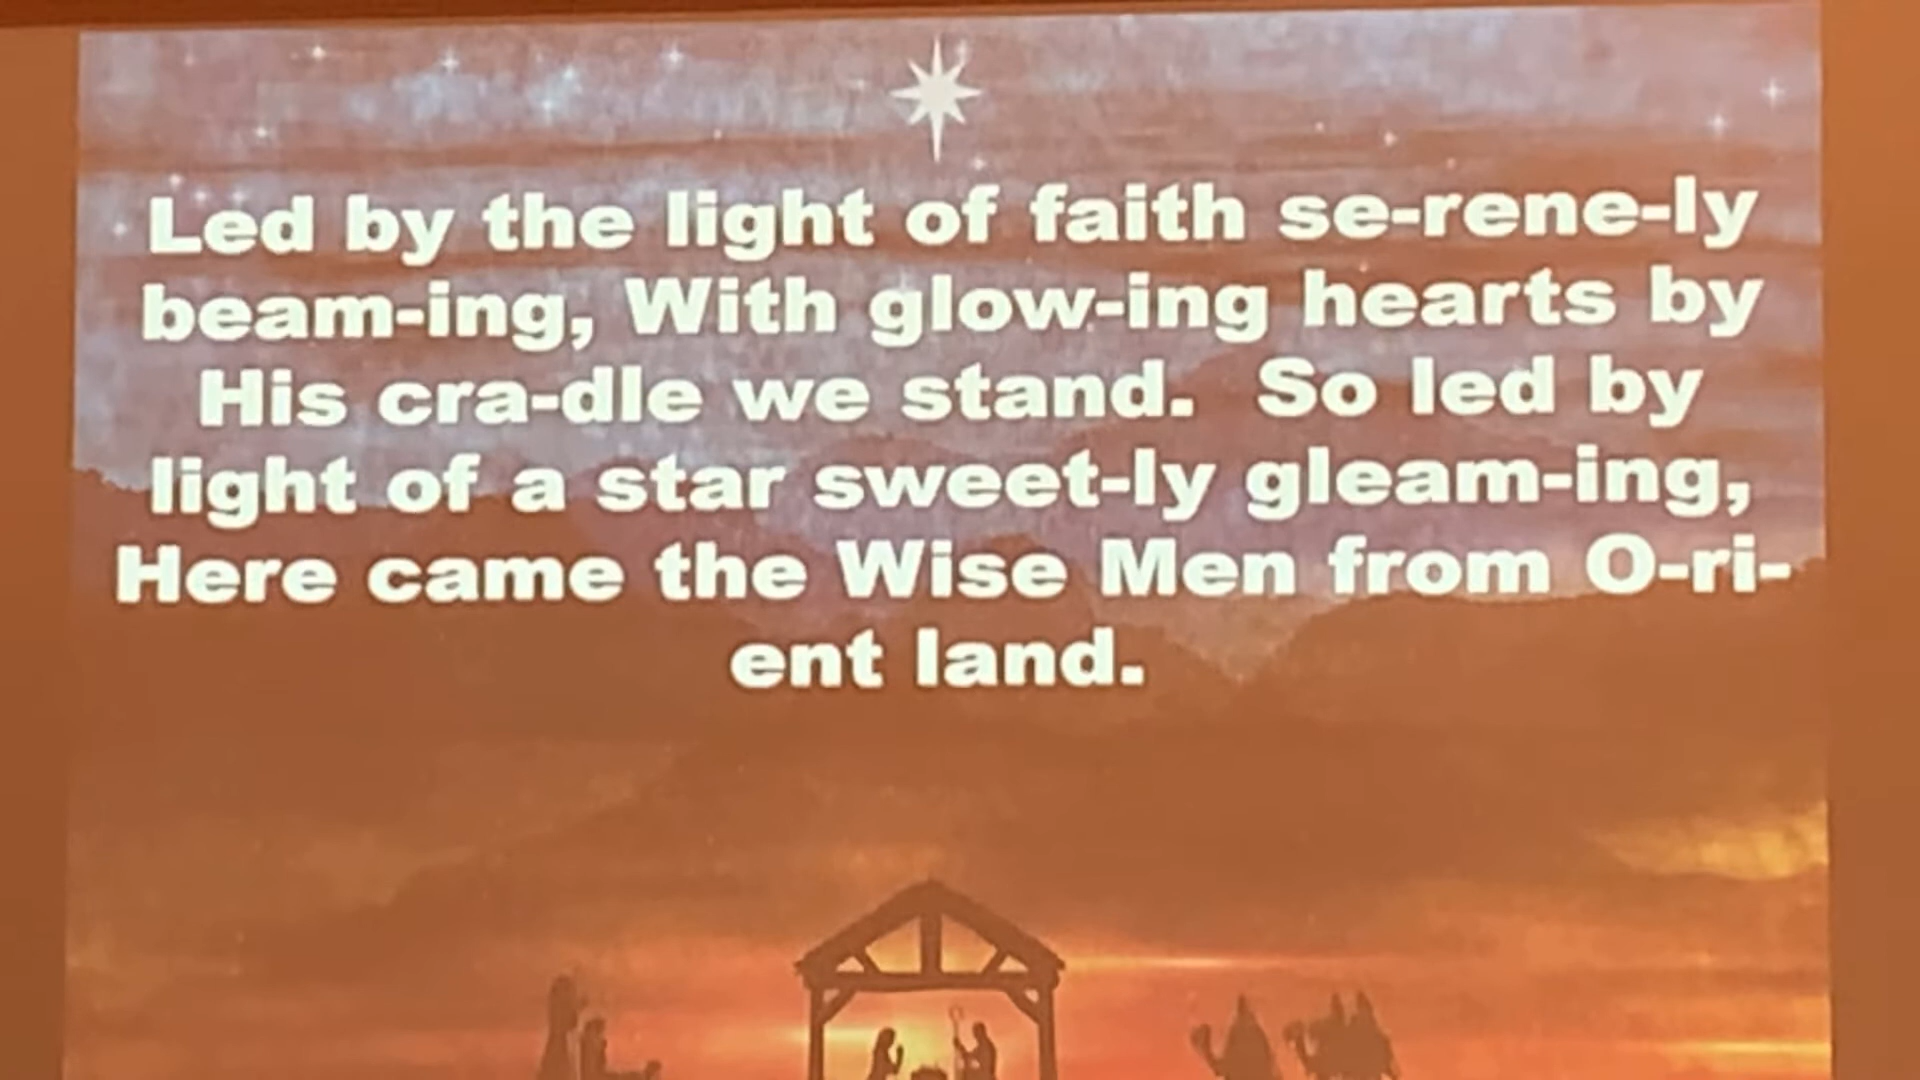 Led by the light of faith se-rene-ly
beam-ing, With glow-ing hearts by
His cra-dle we stand.  So led by
light of a star sweet-ly gleam-ing,
Here came the Wise Men from O-ri-
ent land.